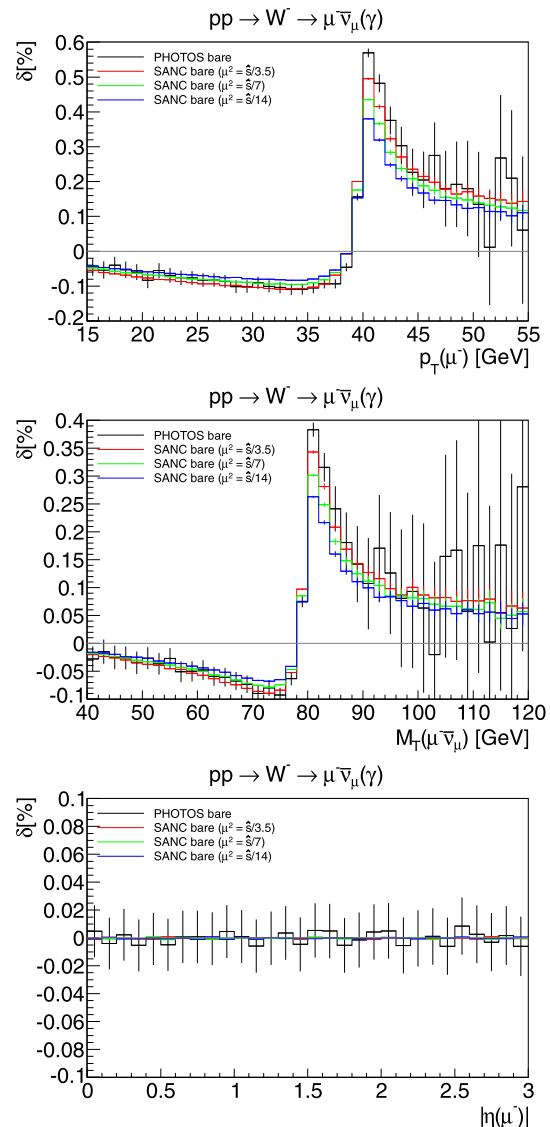 pp → W⁻ → μ⁻ν̅_μ(γ)
δ[%]
PHOTOS bare
SANC bare (μ² = ŝ/3.5)
SANC bare (μ² = ŝ/7)
SANC bare (μ² = ŝ/14)
0.6
0.5
0.4
0.3
0.2
0.1
0
-0.1
-0.2
15 20 25 30 35 40 45 50 55
p_T(μ⁻) [GeV]
pp → W⁻ → μ⁻ν̅_μ(γ)
δ[%]
PHOTOS bare
SANC bare (μ² = ŝ/3.5)
SANC bare (μ² = ŝ/7)
SANC bare (μ² = ŝ/14)
0.4
0.35
0.3
0.25
0.2
0.15
0.1
0.05
0
-0.05
-0.1
40 50 60 70 80 90 100 110 120
M_T(μ⁻ν̅_μ) [GeV]
pp → W⁻ → μ⁻ν̅_μ(γ)
δ[%]
PHOTOS bare
SANC bare (μ² = ŝ/3.5)
SANC bare (μ² = ŝ/7)
SANC bare (μ² = ŝ/14)
0.1
0.08
0.06
0.04
0.02
0
-0.02
-0.04
-0.06
-0.08
-0.1
0 0.5 1 1.5 2 2.5 3
|η(μ⁻)|